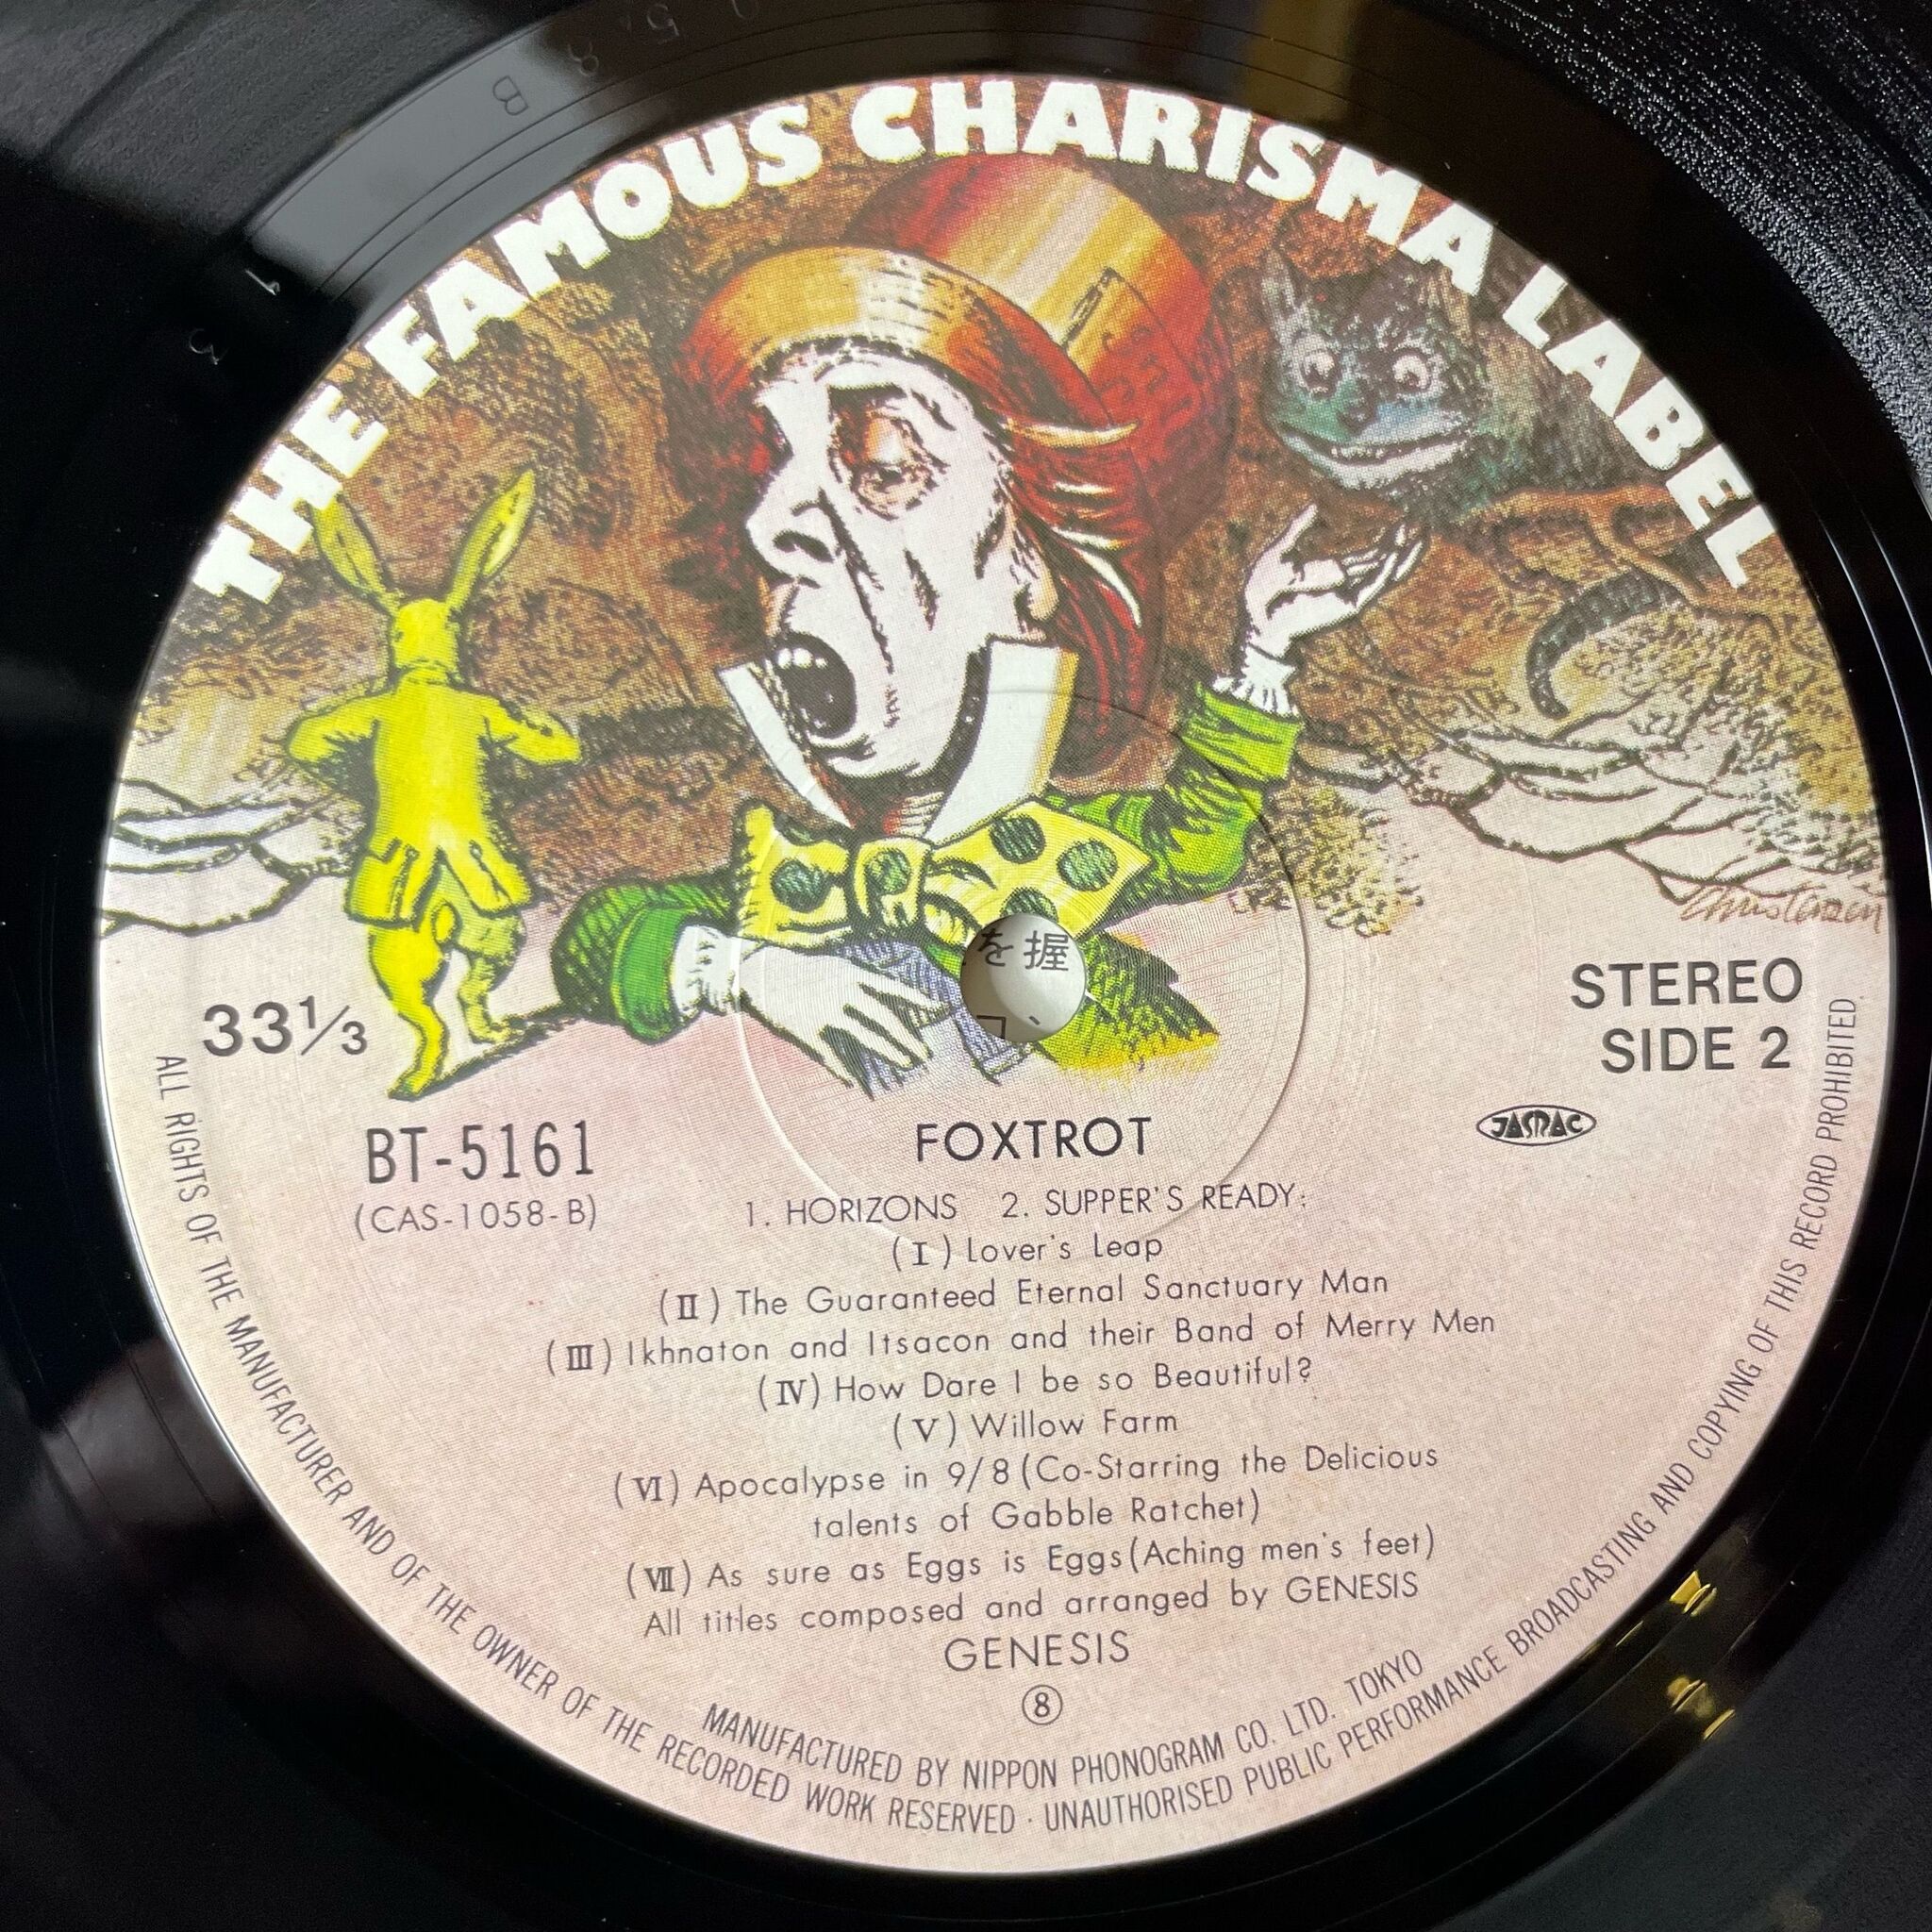 THE FAMOUS CHARISMA LABEL
Christensen
を握
33⅓
STEREO
SIDE 2
JASRAC
BT-5161
(CAS-1058-B)
FOXTROT
1. HORIZONS 2. SUPPER'S READY:
(I) Lover's Leap
(II) The Guaranteed Eternal Sanctuary Man
(III) Ikhnaton and Itsacon and their Band of Merry Men
(IV) How Dare I be so Beautiful?
(V) Willow Farm
(VI) Apocalypse in 9/8 (Co-Starring the Delicious
talents of Gabble Ratchet)
(VII) As sure as Eggs is Eggs (Aching men's feet)
All titles composed and arranged by GENESIS
GENESIS
⑧
MANUFACTURED BY NIPPON PHONOGRAM CO. LTD. TOKYO
ALL RIGHTS OF THE MANUFACTURER AND OF THE OWNER OF THE RECORDED WORK RESERVED · UNAUTHORISED PUBLIC PERFORMANCE BROADCASTING AND COPYING OF THIS RECORD PROHIBITED.